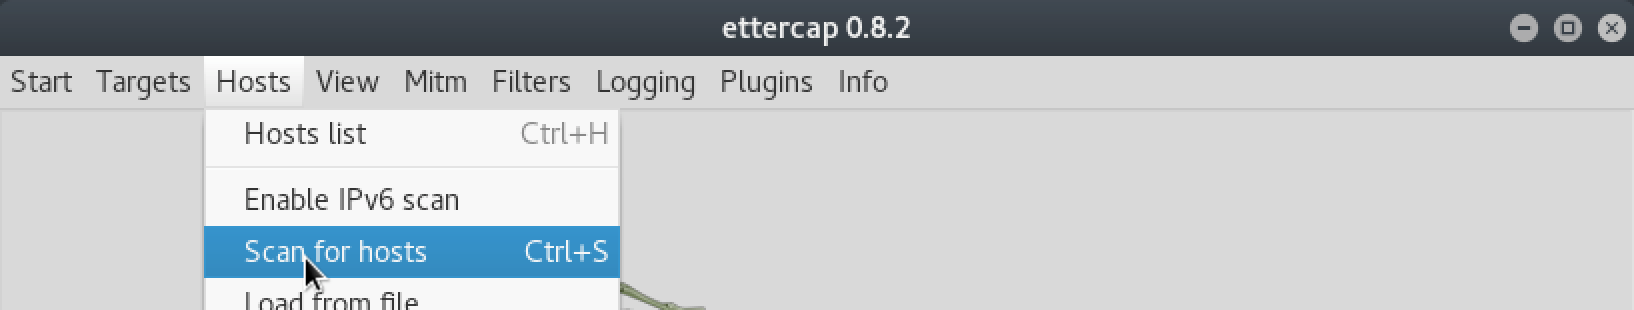 ettercap 0.8.2
Start Targets Hosts View Mitm Filters Logging Plugins Info
Hosts list Ctrl+H
Enable IPv6 scan
Scan for hosts Ctrl+S
Load from file